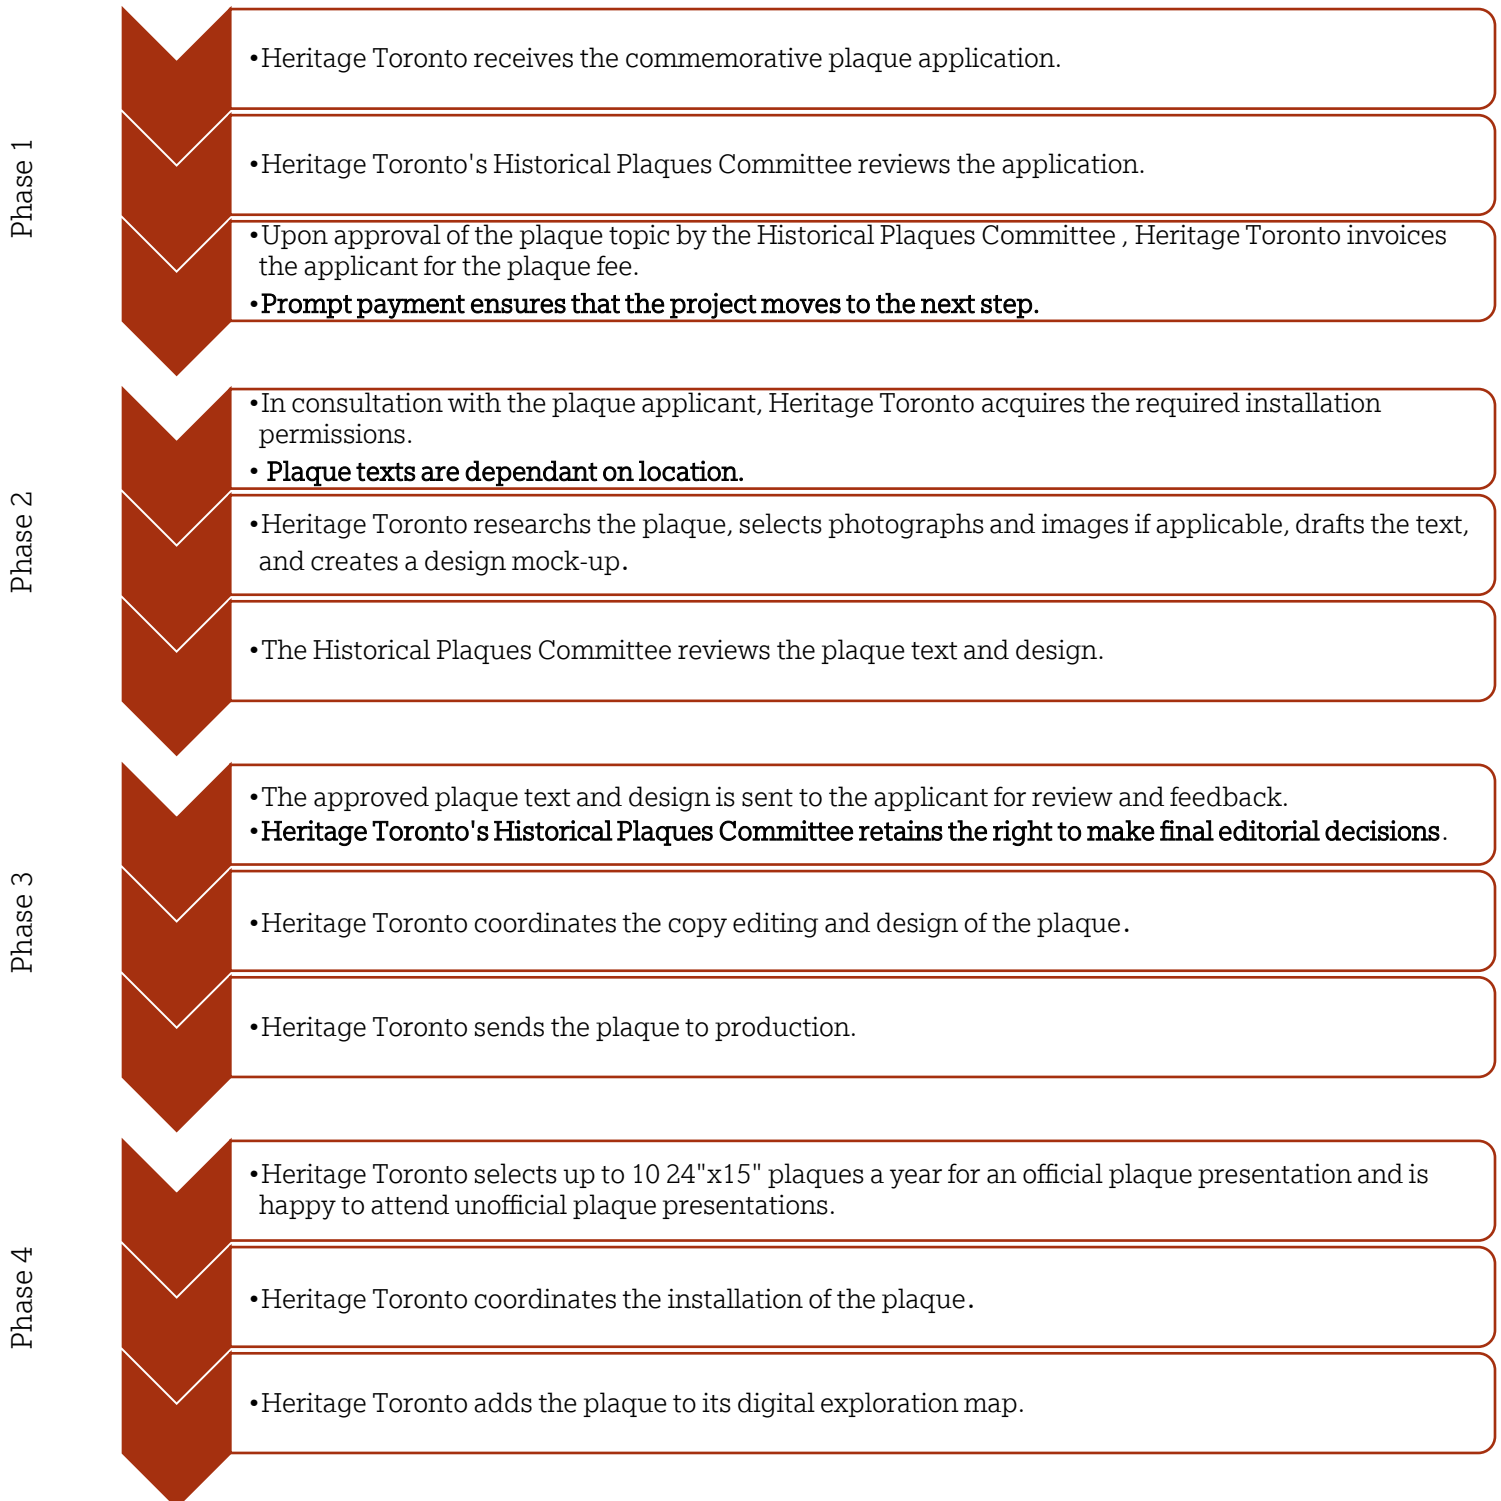 Phase 1
•Heritage Toronto receives the commemorative plaque application.
•Heritage Toronto's Historical Plaques Committee reviews the application.
•Upon approval of the plaque topic by the Historical Plaques Committee , Heritage Toronto invoices
the applicant for the plaque fee.
•Prompt payment ensures that the project moves to the next step.
Phase 2
•In consultation with the plaque applicant, Heritage Toronto acquires the required installation
permissions.
• Plaque texts are dependant on location.
•Heritage Toronto researchs the plaque, selects photographs and images if applicable, drafts the text,
and creates a design mock-up.
•The Historical Plaques Committee reviews the plaque text and design.
Phase 3
•The approved plaque text and design is sent to the applicant for review and feedback.
•Heritage Toronto's Historical Plaques Committee retains the right to make final editorial decisions.
•Heritage Toronto coordinates the copy editing and design of the plaque.
•Heritage Toronto sends the plaque to production.
Phase 4
•Heritage Toronto selects up to 10 24"x15" plaques a year for an official plaque presentation and is
happy to attend unofficial plaque presentations.
•Heritage Toronto coordinates the installation of the plaque.
•Heritage Toronto adds the plaque to its digital exploration map.